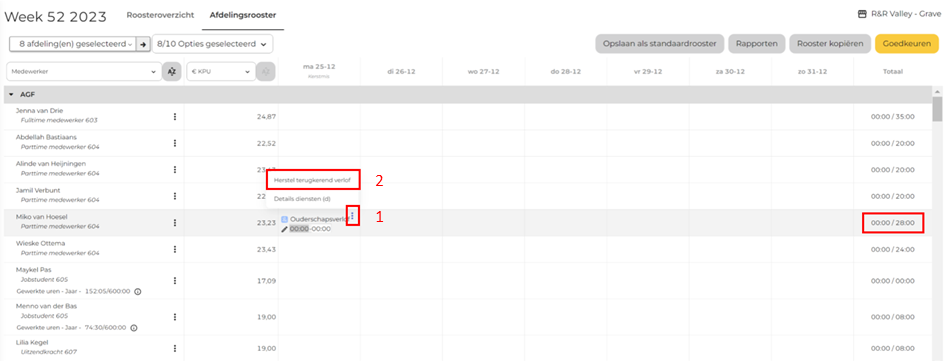 Week 52 2023
Roosteroverzicht
Afdelingsrooster
R&R Valley - Grave
8 afdeling(en) geselecteerd
8/10 Opties geselecteerd
Opslaan als standaardrooster
Rapporten
Rooster kopiëren
Goedkeuren
Medewerker
€ KPU
ma 25-12
Kerstmis
di 26-12
wo 27-12
do 28-12
vr 29-12
za 30-12
zo 31-12
Totaal
AGF
Jenna van Drie
Fulltime medewerker 603
24,87
00:00 / 35:00
Abdellah Bastiaans
Parttime medewerker 604
22,52
00:00 / 20:00
Alinde van Heijningen
Parttime medewerker 604
00:00 / 20:00
Herstel terugkerend verlof
2
Jamil Verbunt
Parttime medewerker 604
Details diensten (d)
00:00 / 20:00
Miko van Hoesel
Parttime medewerker 604
23,23
Ouderschapsverlof
00:00-00:00
1
00:00 / 28:00
Wieske Ottema
Parttime medewerker 604
23,43
00:00 / 24:00
Maykel Pas
Jobstudent 605
Gewerkte uren - Jaar - 152:05/600:00
17,09
00:00 / 00:00
Menno van der Bas
Jobstudent 605
Gewerkte uren - Jaar - 74:30/600:00
19,00
00:00 / 08:00
Lilia Kegel
Uitzendkracht 607
19,00
00:00 / 08:00